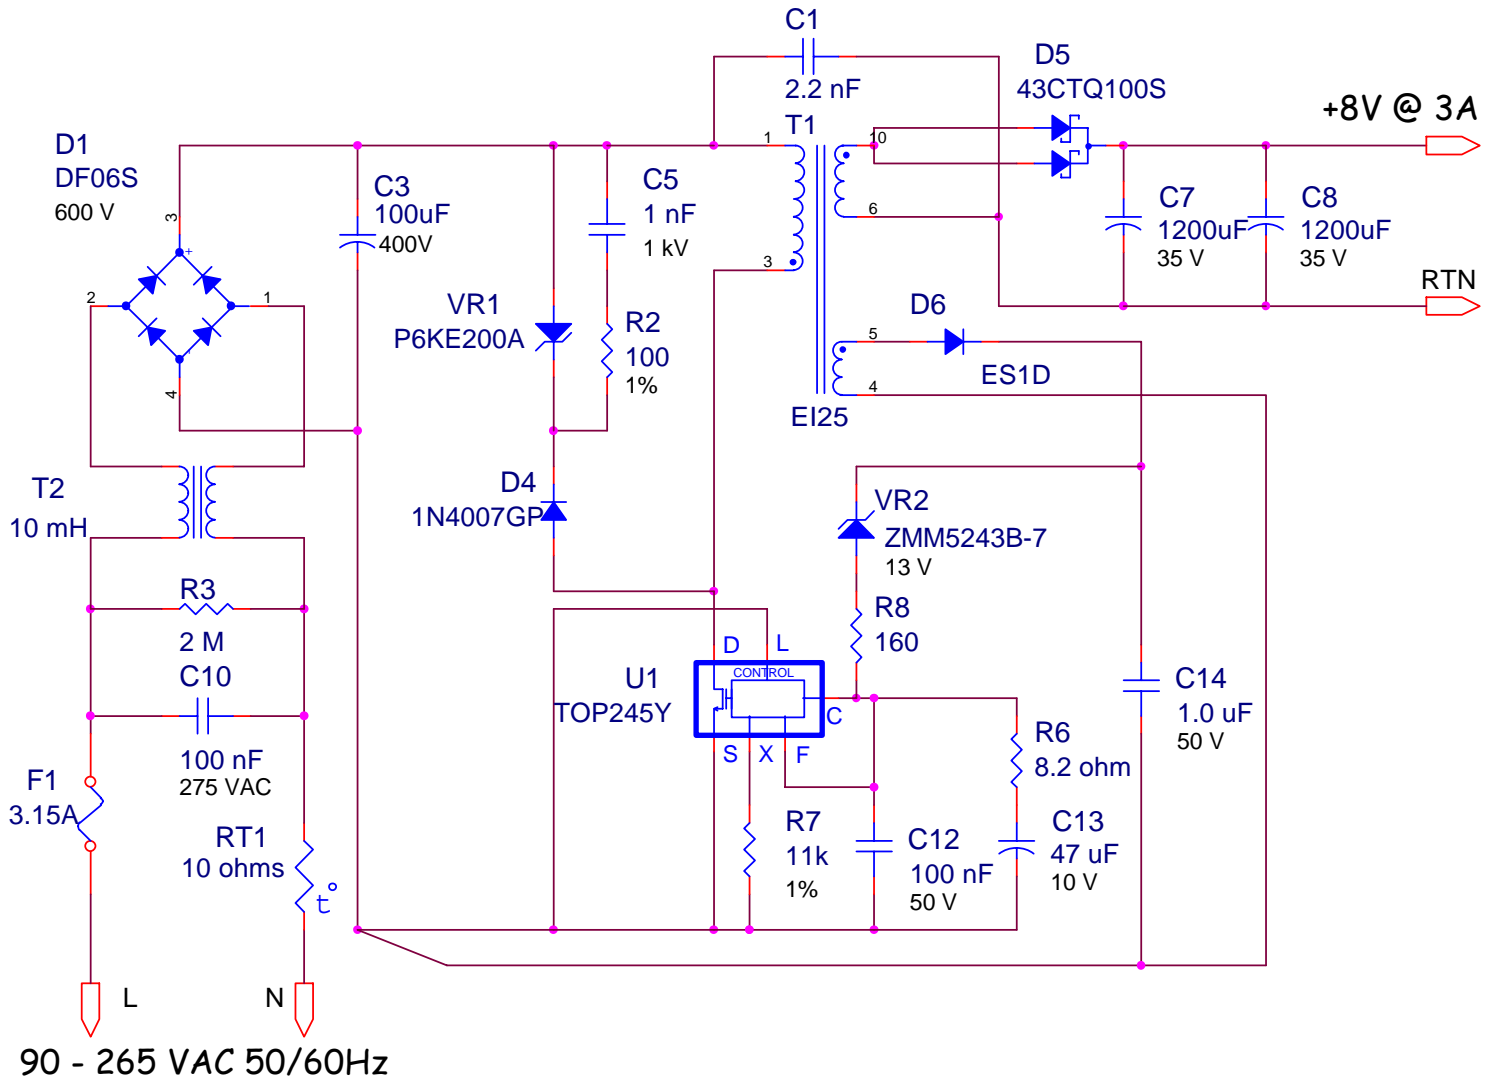 C1
2.2 nF
D5
43CTQ100S
+8V @ 3A
T1
1
10
D1
DF06S
600 V
3
C3
100uF
400V
C5
1 nF
1 kV
C7
1200uF
35 V
C8
1200uF
35 V
6
3
RTN
+
2
1
-
4
VR1
P6KE200A
R2
100
1%
D6
5
ES1D
4
EI25
T2
10 mH
D4
1N4007GP
VR2
ZMM5243B-7
13 V
R3
2 M
R8
160
D
L
CONTROL
U1
TOP245Y
C
S
X
F
C10
100 nF
275 VAC
C14
1.0 uF
50 V
R6
8.2 ohm
F1
3.15A
RT1
10 ohms
t°
R7
11k
1%
C12
100 nF
50 V
C13
47 uF
10 V
L
N
90 - 265 VAC 50/60Hz